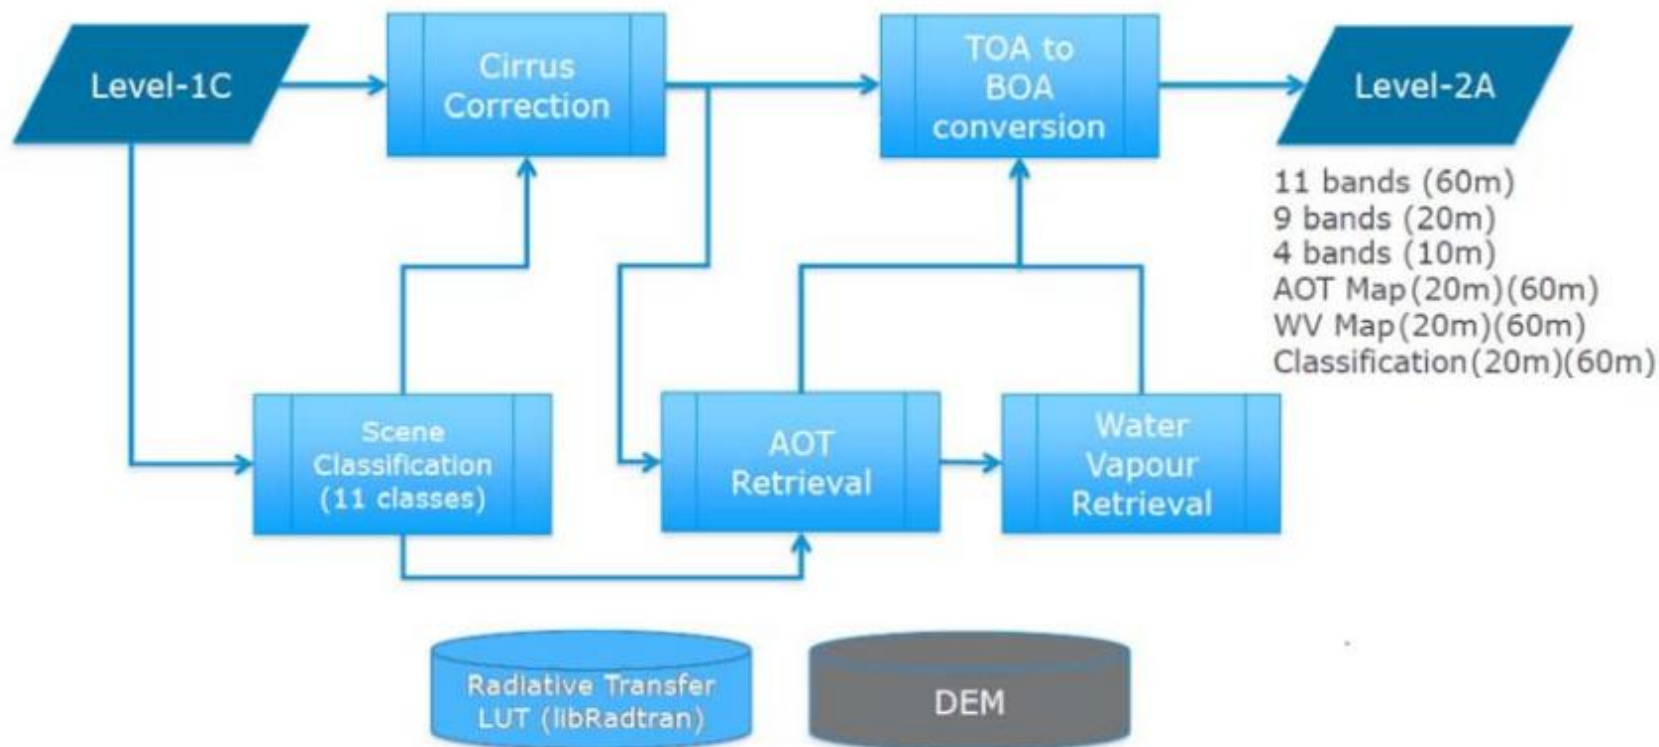 Level-1C
Cirrus
Correction
TOA to
BOA
conversion
Level-2A
11 bands (60m)
9 bands (20m)
4 bands (10m)
AOT Map(20m)(60m)
WV Map(20m)(60m)
Classification(20m)(60m)
Scene
Classification
(11 classes)
AOT
Retrieval
Water
Vapour
Retrieval
Radiative Transfer
LUT (libRadtran)
DEM